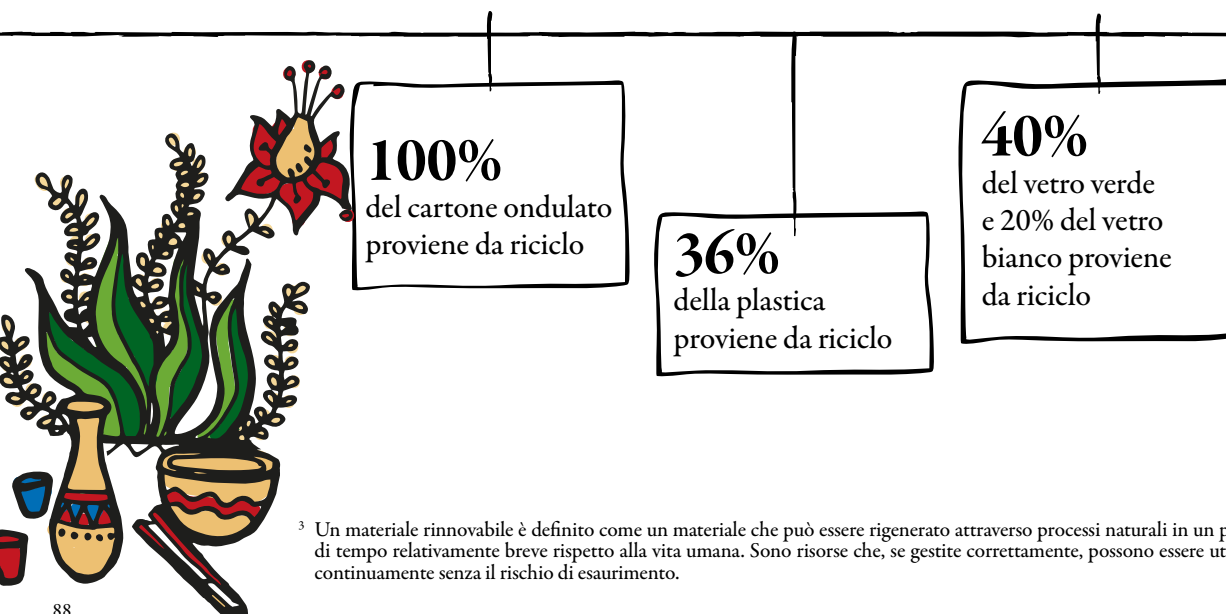 100%
del cartone ondulato
proviene da riciclo
36%
della plastica
proviene da riciclo
40%
del vetro verde
e 20% del vetro
bianco proviene
da riciclo
3 Un materiale rinnovabile è definito come un materiale che può essere rigenerato attraverso processi naturali in un
di tempo relativamente breve rispetto alla vita umana. Sono risorse che, se gestite correttamente, possono essere
continuamente senza il rischio di esaurimento.
88